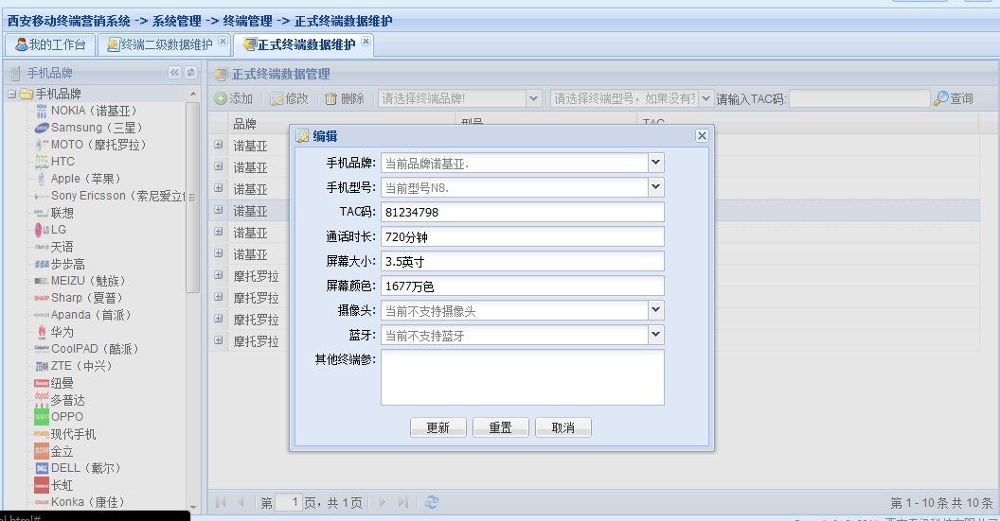 西安移动终端营销系统 -> 系统管理 -> 终端管理 -> 正式终端数据维护
我的工作台 终端二级数据维护 正式终端数据维护
手机品牌
手机品牌
NOKIA（诺基亚）
Samsung（三星）
MOTO（摩托罗拉）
HTC
Apple（苹果）
Sony Ericsson（索尼爱立
联想
LG
天语
步步高
MEIZU（魅族）
Sharp（夏普）
Apanda（首派）
华为
CoolPAD（酷派）
ZTE（中兴）
纽曼
多普达
OPPO
现代手机
金立
DELL（戴尔）
长虹
Konka（康佳）
正式终端数据管理
添加 修改 删除 请选择终端品牌! 请选择终端型号，如果没有 请输入TAC码: 查询
品牌 型号 TAC
诺基亚
诺基亚
诺基亚
诺基亚
诺基亚
诺基亚
摩托罗拉
摩托罗拉
摩托罗拉
摩托罗拉
编辑
手机品牌: 当前品牌诺基亚.
手机型号: 当前型号N8.
TAC码: 81234798
通话时长: 720分钟
屏幕大小: 3.5英寸
屏幕颜色: 1677万色
摄像头: 当前不支持摄像头
蓝牙: 当前不支持蓝牙
其他终端参:
更新 重置 取消
第 1 页，共 1 页
第 1 - 10 条 共 10 条